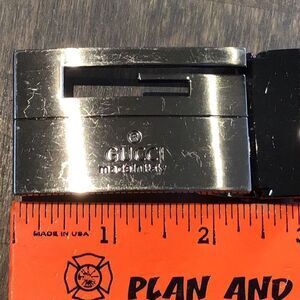 ©
GUCCI
made in italy
MADE IN USA
1 2 3
PLAN AND